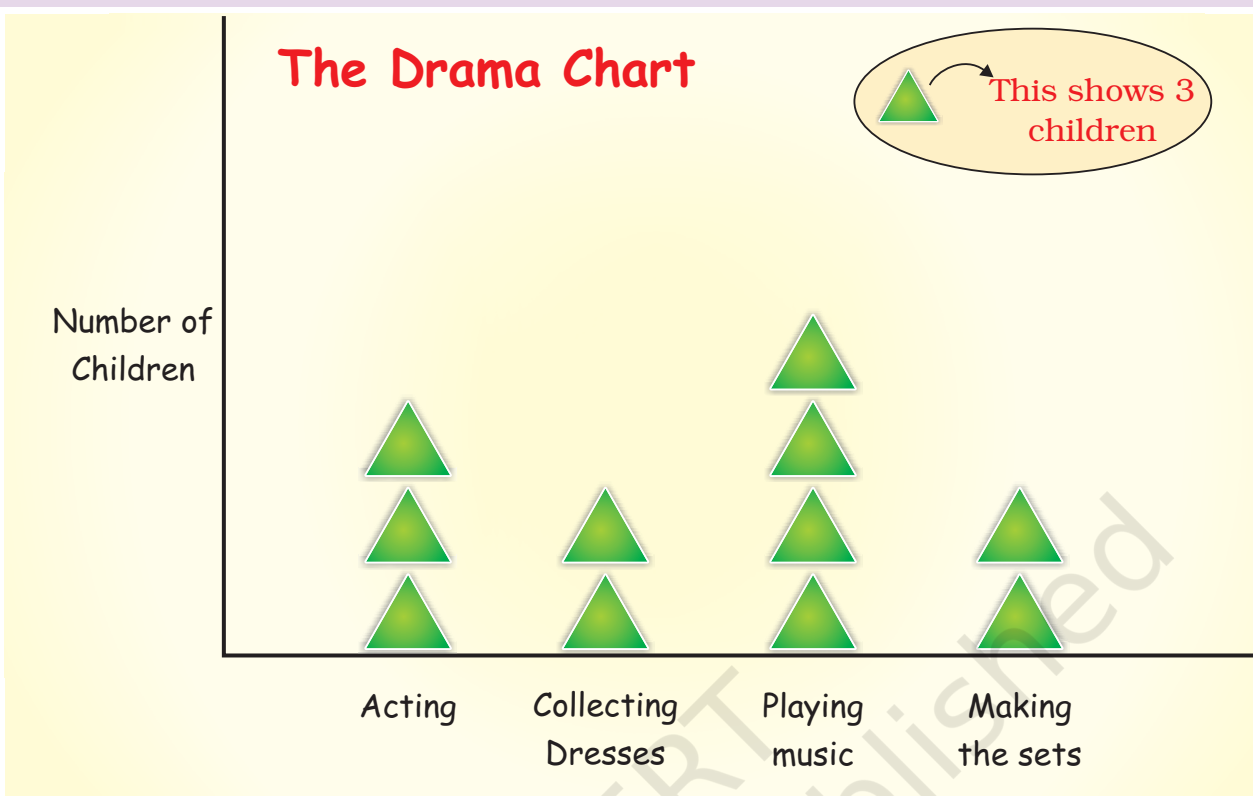 The Drama Chart
This shows 3
children
Number of
Children
Acting
Collecting
Dresses
Playing
music
Making
the sets